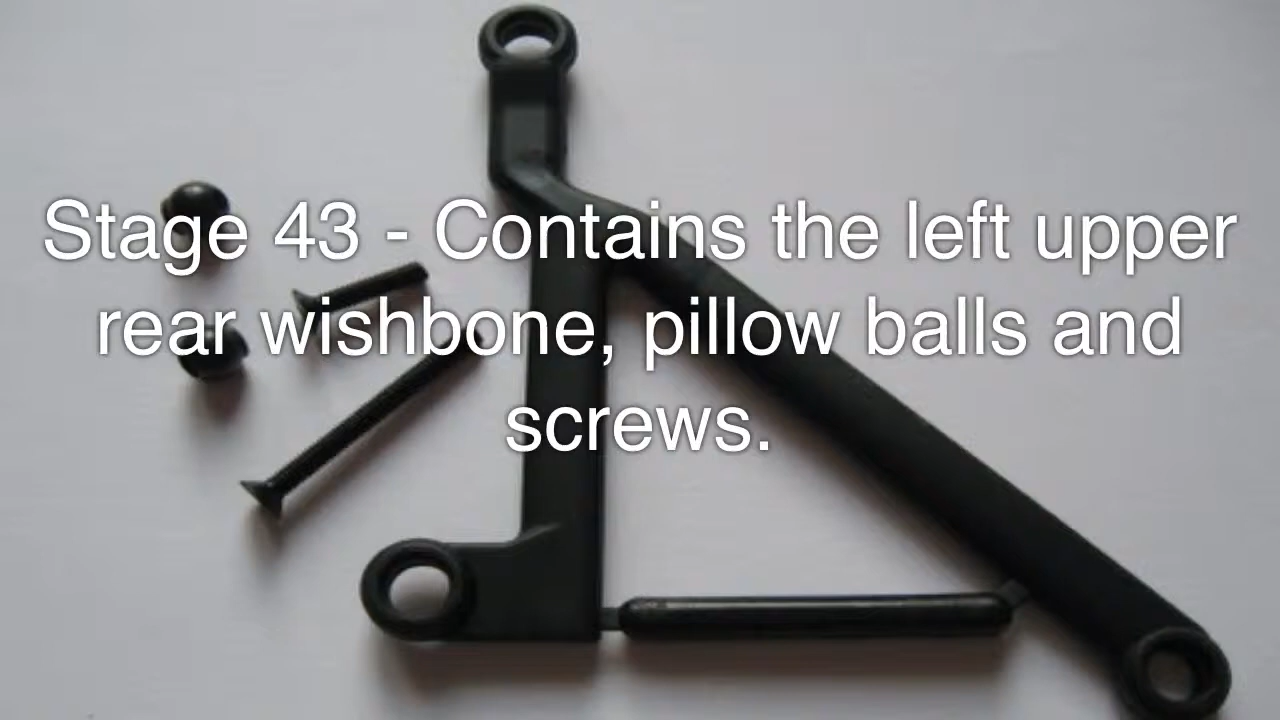 Stage 43 - Contains the left upper
rear wishbone, pillow balls and
screws.